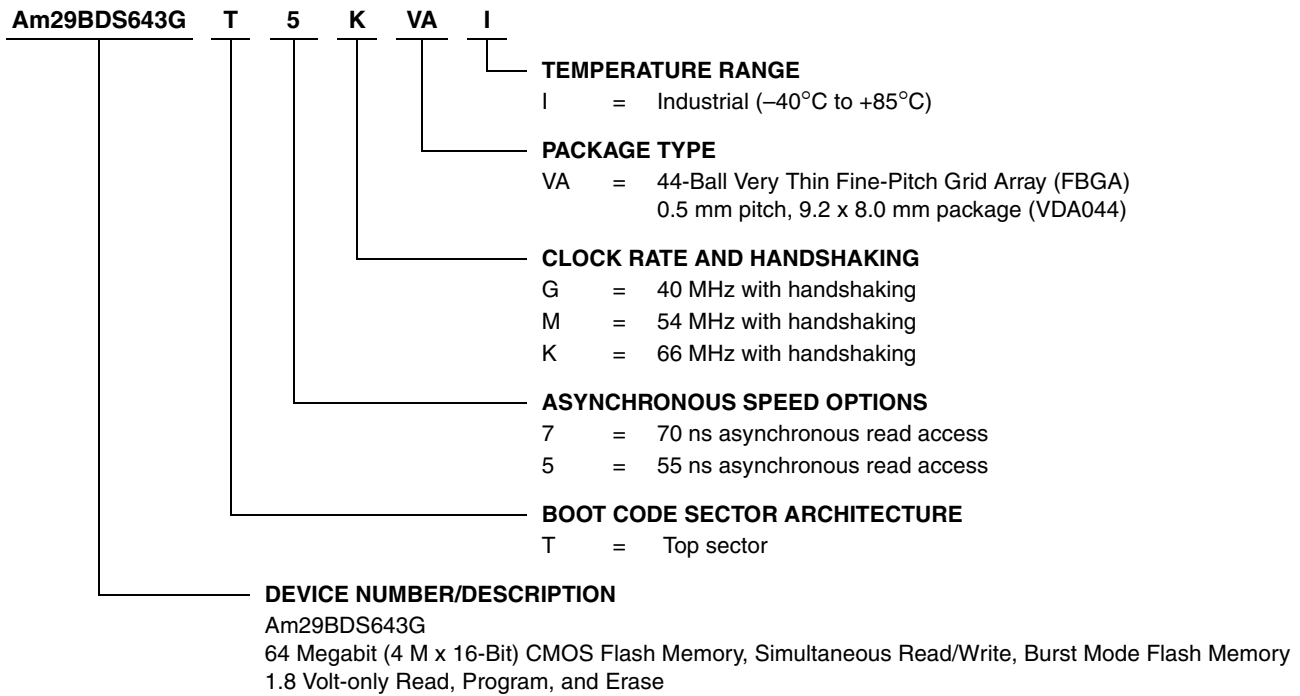 Am29BDS643G T 5 K VA I
TEMPERATURE RANGE
I = Industrial (–40°C to +85°C)
PACKAGE TYPE
VA = 44-Ball Very Thin Fine-Pitch Grid Array (FBGA)
0.5 mm pitch, 9.2 x 8.0 mm package (VDA044)
CLOCK RATE AND HANDSHAKING
G = 40 MHz with handshaking
M = 54 MHz with handshaking
K = 66 MHz with handshaking
ASYNCHRONOUS SPEED OPTIONS
7 = 70 ns asynchronous read access
5 = 55 ns asynchronous read access
BOOT CODE SECTOR ARCHITECTURE
T = Top sector
DEVICE NUMBER/DESCRIPTION
Am29BDS643G
64 Megabit (4 M x 16-Bit) CMOS Flash Memory, Simultaneous Read/Write, Burst Mode Flash Memory
1.8 Volt-only Read, Program, and Erase